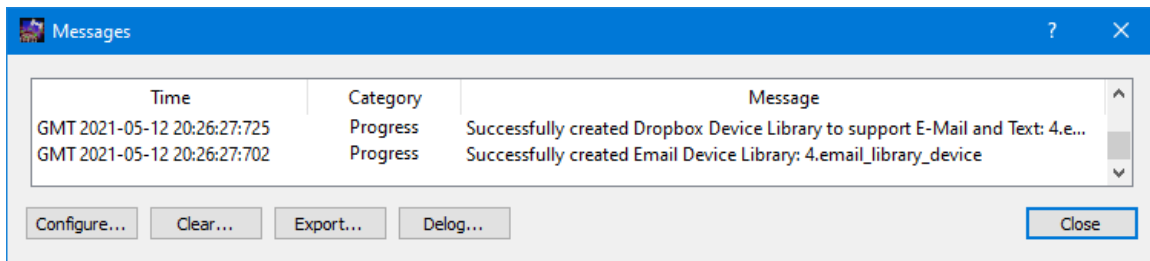 Messages
?
Time Category Message
GMT 2021-05-12 20:26:27:725 Progress Successfully created Dropbox Device Library to support E-Mail and Text: 4.e...
GMT 2021-05-12 20:26:27:702 Progress Successfully created Email Device Library: 4.email_library_device
Configure... Clear... Export... Delog... Close